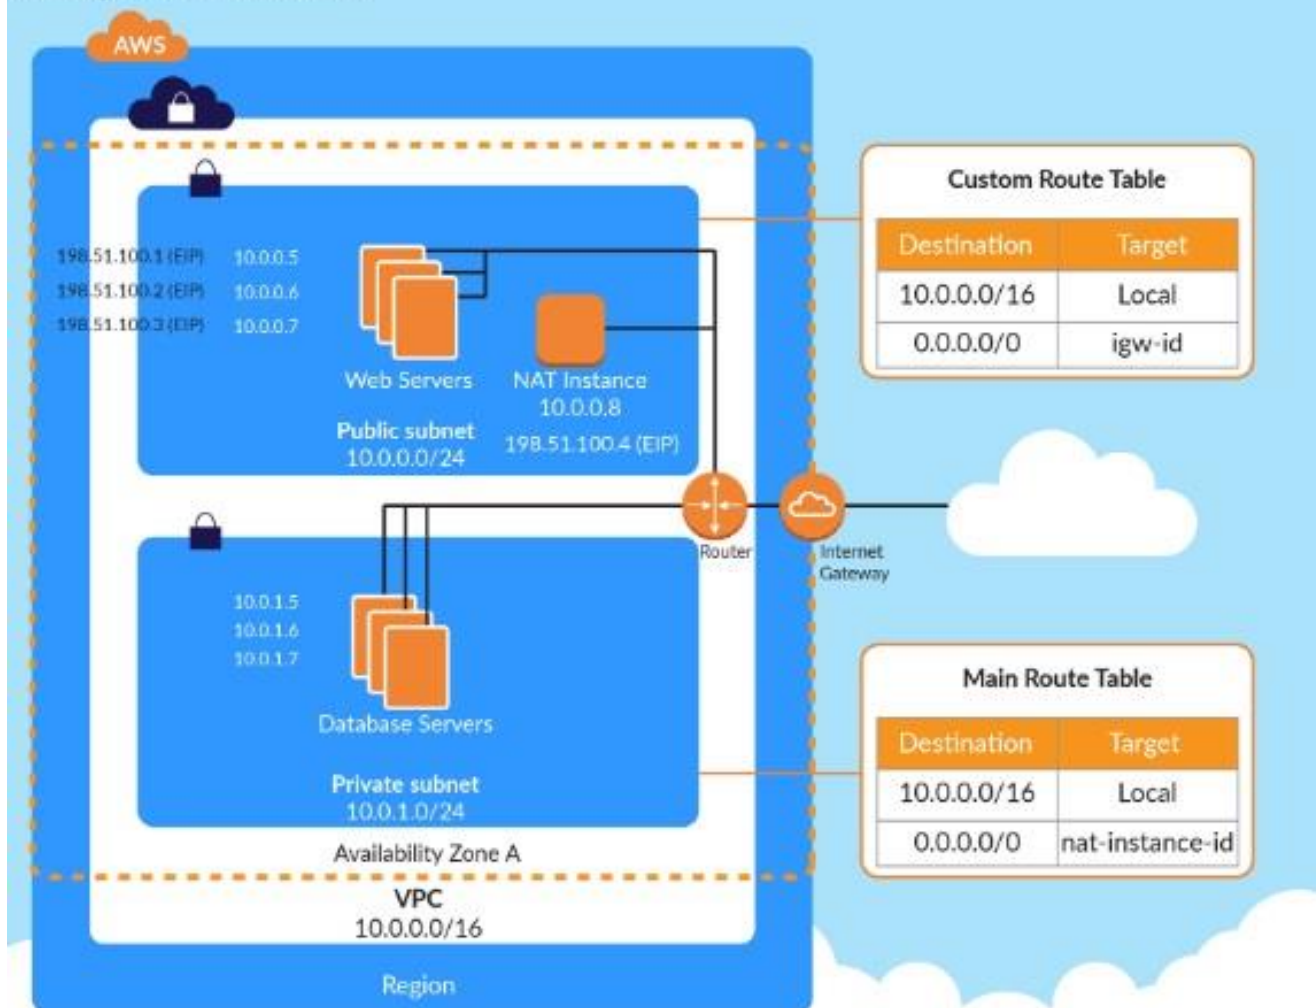 AWS
198.51.100.1 (EIP) 10.0.0.5
198.51.100.2 (EIP) 10.0.0.6
198.51.100.3 (EIP) 10.0.0.7
Web Servers
NAT Instance
10.0.0.8
198.51.100.4 (EIP)
Public subnet
10.0.0.0/24
Custom Route Table
Destination Target
10.0.0.0/16 Local
0.0.0.0/0 igw-id
Router
Internet
Gateway
10.0.1.5
10.0.1.6
10.0.1.7
Database Servers
Private subnet
10.0.1.0/24
Main Route Table
Destination Target
10.0.0.0/16 Local
0.0.0.0/0 nat-instance-id
Availability Zone A
VPC
10.0.0.0/16
Region